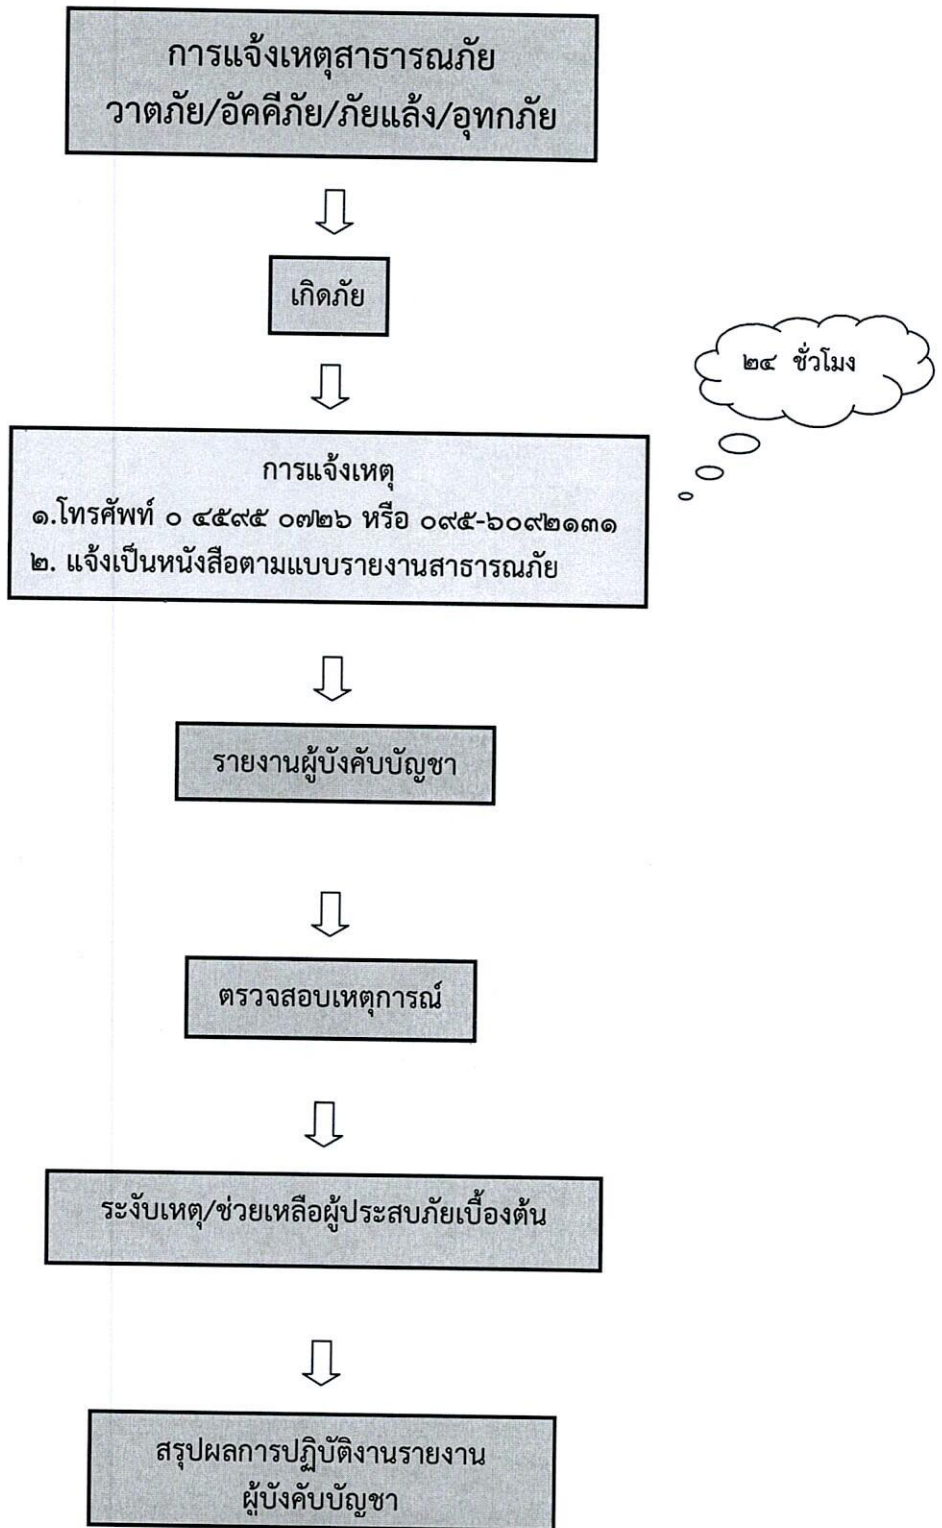 การแจ้งเหตุสาธารณภัย
วาตภัย/อัคคีภัย/ภัยแล้ง/อุทกภัย
เกิดภัย
๒๔ ชั่วโมง
การแจ้งเหตุ
๑.โทรศัพท์ ๐ ๔๕๙๕ ๐๗๒๖ หรือ ๐๙๕-๖๐๙๒๑๓๑
๒. แจ้งเป็นหนังสือตามแบบรายงานสาธารณภัย
รายงานผู้บังคับบัญชา
ตรวจสอบเหตุการณ์
ระงับเหตุ/ช่วยเหลือผู้ประสบภัยเบื้องต้น
สรุปผลการปฏิบัติงานรายงาน
ผู้บังคับบัญชา